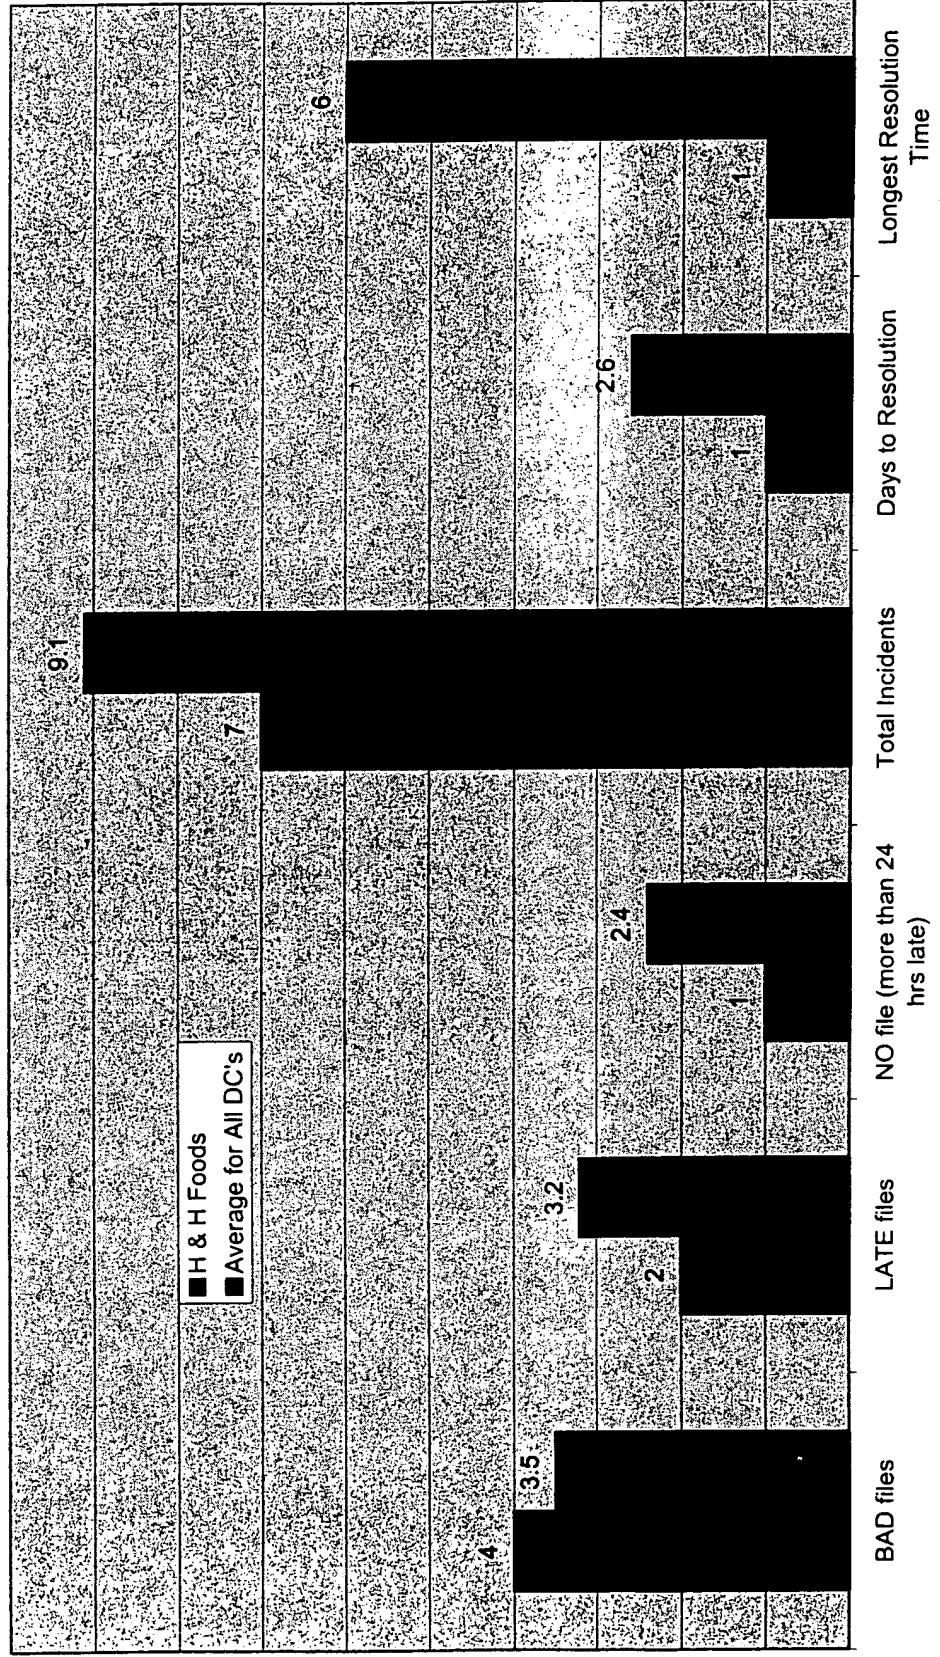 H & H Foods
Average for All DC's
4
3.5
2
3.2
1
2.4
7
9.1
1
2.6
1
6
BAD files
LATE files
NO file (more than 24
hrs late)
Total Incidents
Days to Resolution
Longest Resolution
Time